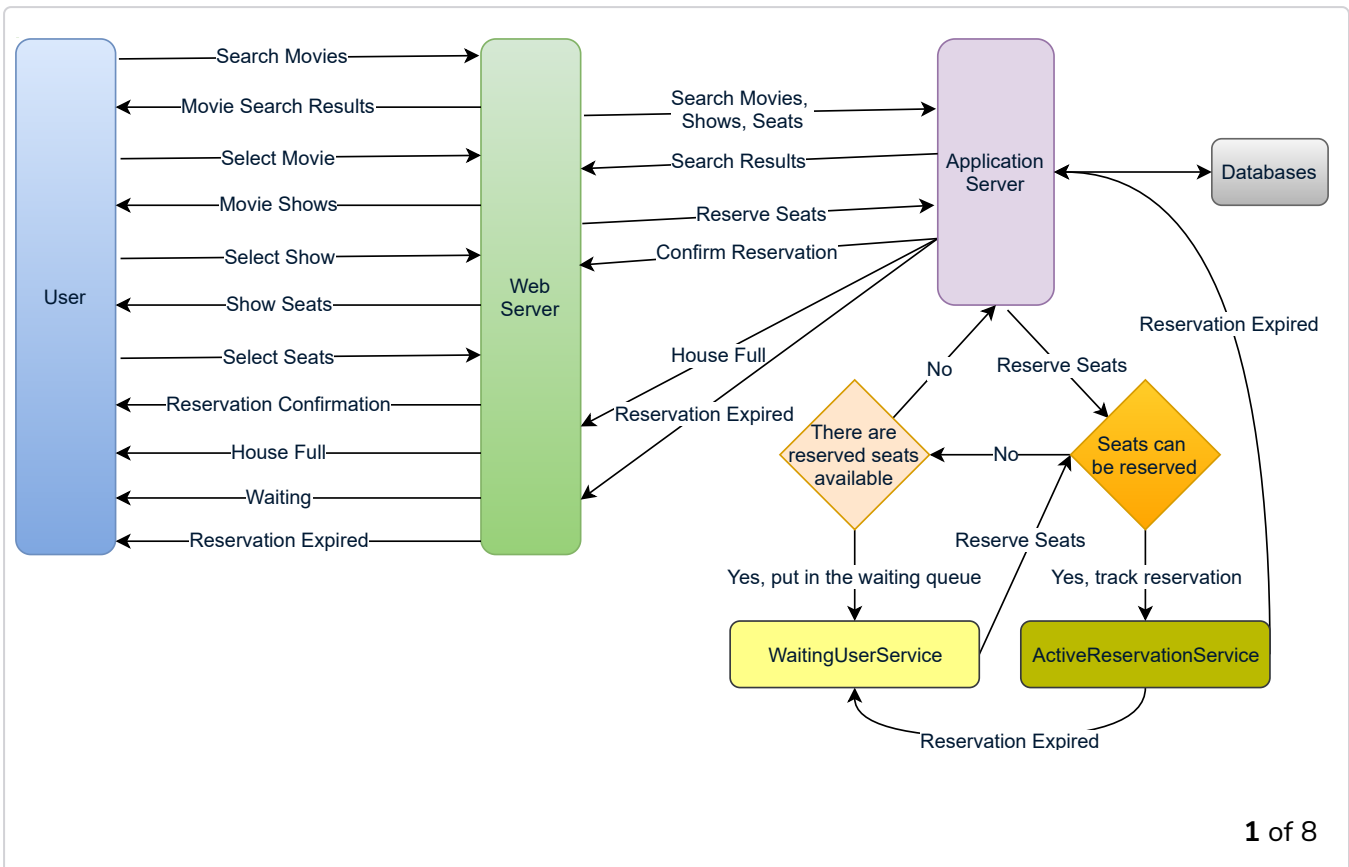 Search Movies
Movie Search Results
Select Movie
Movie Shows
Select Show
Show Seats
Select Seats
Reservation Confirmation
House Full
Waiting
Reservation Expired
User
Web
Server
Search Movies,
Shows, Seats
Search Results
Reserve Seats
Confirm Reservation
House Full
Reservation Expired
Application
Server
Databases
Reservation Expired
No
Reserve Seats
There are
reserved seats
available
No
Seats can
be reserved
Reserve Seats
Yes, put in the waiting queue
Yes, track reservation
WaitingUserService
ActiveReservationService
Reservation Expired
1 of 8